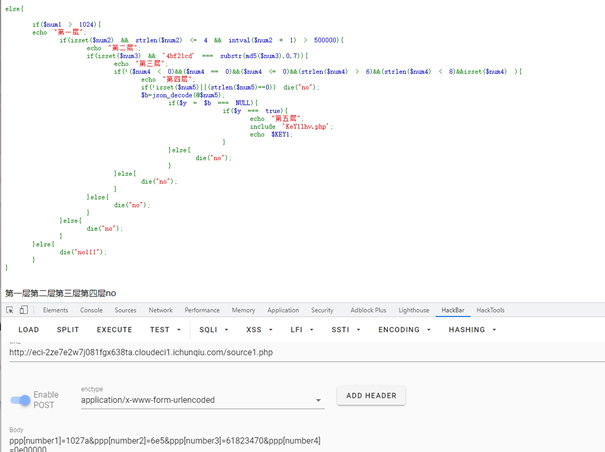 else{
if($num1 > 1024){
echo "第一层";
if(isset($num2) && strlen($num2) <= 4 && intval($num2 + 1) > 500000){
echo "第二层";
if(isset($num3) && '4bf21cd' === substr(md5($num3),0,7)){
echo "第三层";
if(!($num4 < 0)&&($num4 == 0)&&($num4 <= 0)&&(strlen($num4) > 6)&&(strlen($num4) < 8)&&isset($num4) ){
echo "第四层";
if(!isset($num5)||(strlen($num5)==0)) die("no");
$b=json_decode(@$num5);
if($y = $b === NULL){
if($y === true){
echo "第五层";
include 'KeY1lhv.php';
echo $KEY1;
}
}else{
die("no");
}
}else{
die("no");
}
}else{
die("no");
}
}else{
die("no");
}
}else{
die("no111");
}
}
第一层第二层第三层第四层no
Elements Console Sources Network Performance Memory Application Security Adblock Plus Lighthouse HackBar HackTools
LOAD SPLIT EXECUTE TEST SQLI XSS LFI SSTI ENCODING HASHING
http://eci-2ze7e2w7j081fgx638ta.cloudeci1.ichunqiu.com/source1.php
Enable POST
enctype
application/x-www-form-urlencoded
ADD HEADER
Body
ppp[number1]=1027a&ppp[number2]=6e5&ppp[number3]=61823470&ppp[number4]
=0e00000